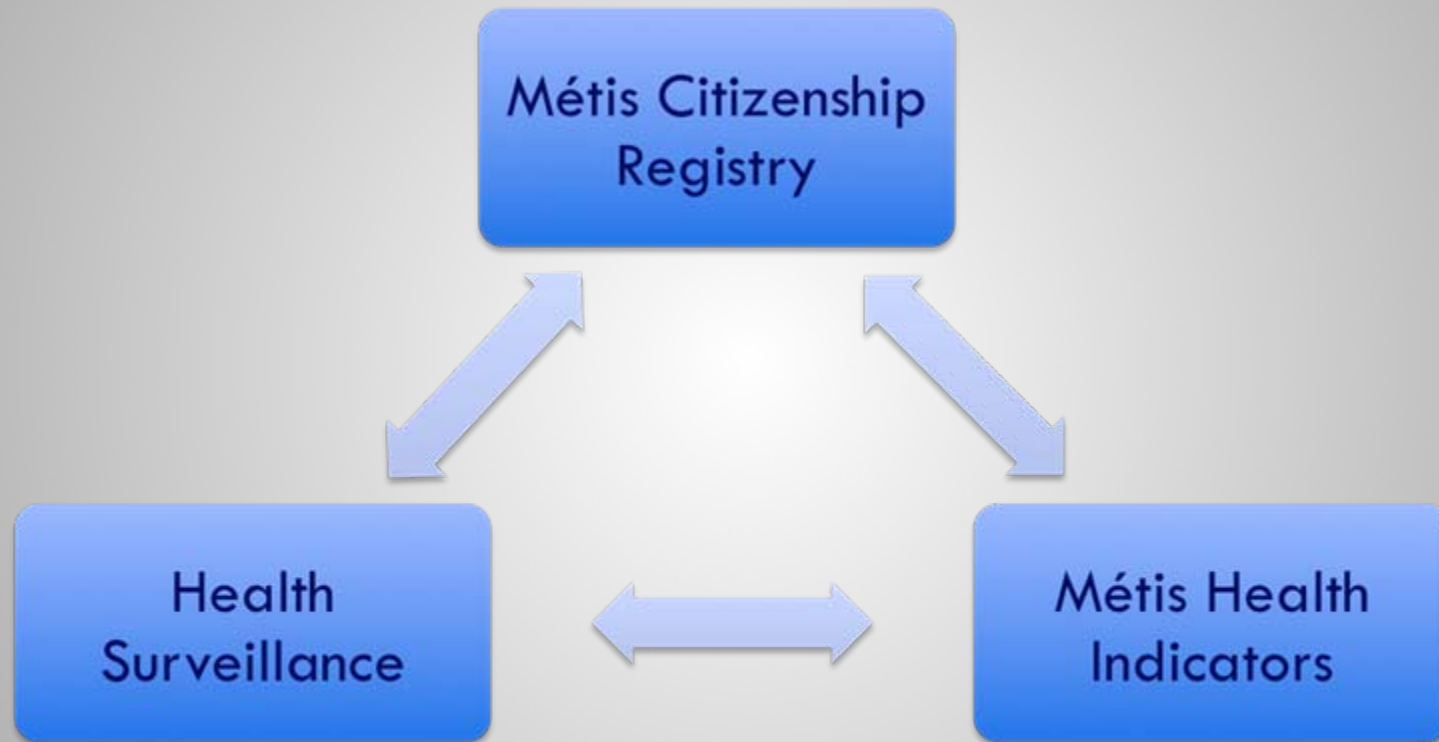 Métis Citizenship
Registry
Health
Surveillance
Métis Health
Indicators